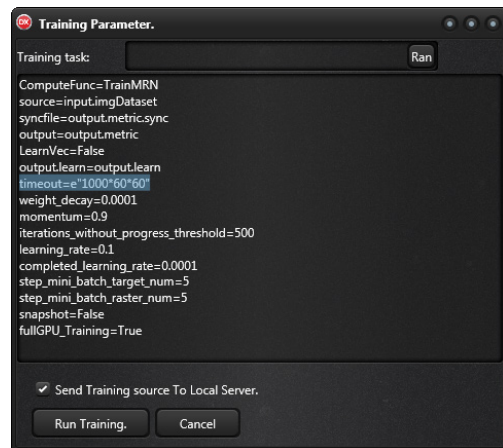 DX Training Parameter.
Training task: Ran
ComputeFunc=TrainMRN
source=input.imgDataset
syncfile=output.metric.sync
output=output.metric
LearnVec=False
output.learn=output.learn
timeout=e"1000*60*60"
weight_decay=0.0001
momentum=0.9
iterations_without_progress_threshold=500
learning_rate=0.1
completed_learning_rate=0.0001
step_mini_batch_target_num=5
step_mini_batch_raster_num=5
snapshot=False
fullGPU_Training=True
Send Training source To Local Server.
Run Training. Cancel